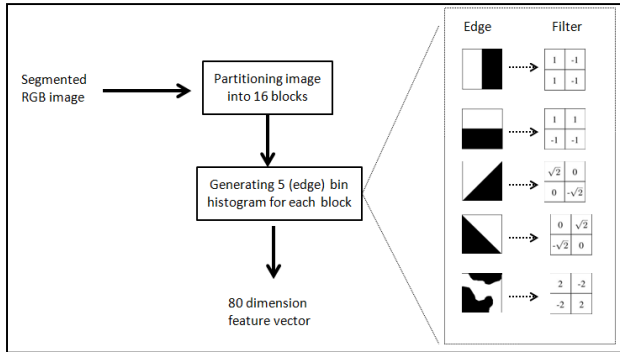 Segmented
RGB image
Partitioning image
into 16 blocks
Generating 5 (edge) bin
histogram for each block
80 dimension
feature vector
Edge Filter
1 -1
1 -1
1 1
-1 -1
√2 0
0 -√2
0 √2
-√2 0
2 -2
-2 2